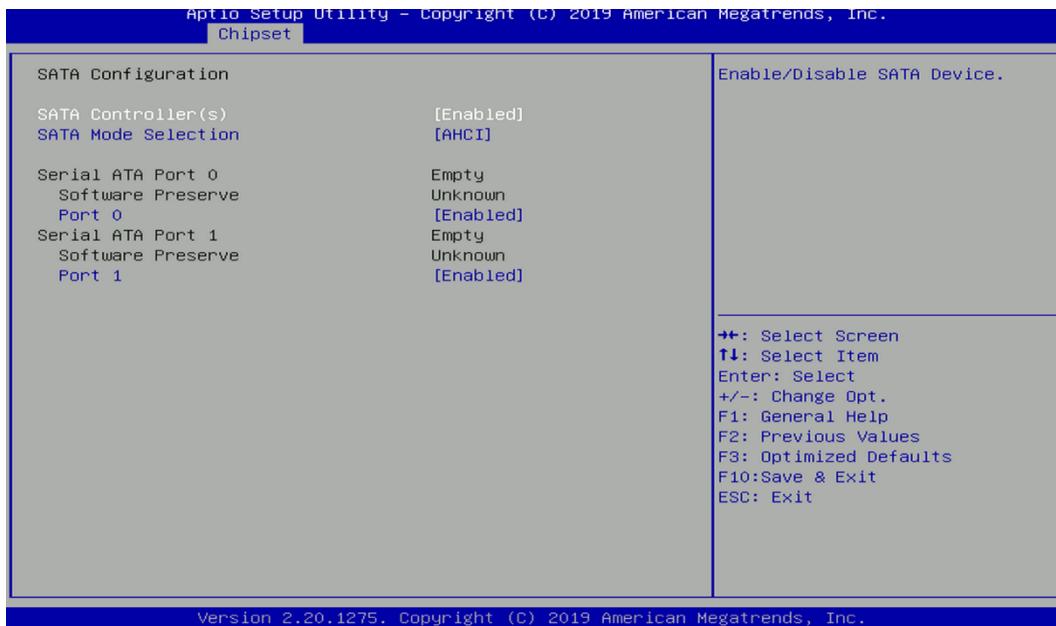 Aptio Setup Utility – Copyright (C) 2019 American Megatrends, Inc.
Chipset
SATA Configuration
SATA Controller(s) [Enabled]
SATA Mode Selection [AHCI]
Serial ATA Port 0 Empty
Software Preserve Unknown
Port 0 [Enabled]
Serial ATA Port 1 Empty
Software Preserve Unknown
Port 1 [Enabled]
Enable/Disable SATA Device.
→←: Select Screen
↑↓: Select Item
Enter: Select
+/-: Change Opt.
F1: General Help
F2: Previous Values
F3: Optimized Defaults
F10:Save & Exit
ESC: Exit
Version 2.20.1275. Copyright (C) 2019 American Megatrends, Inc.